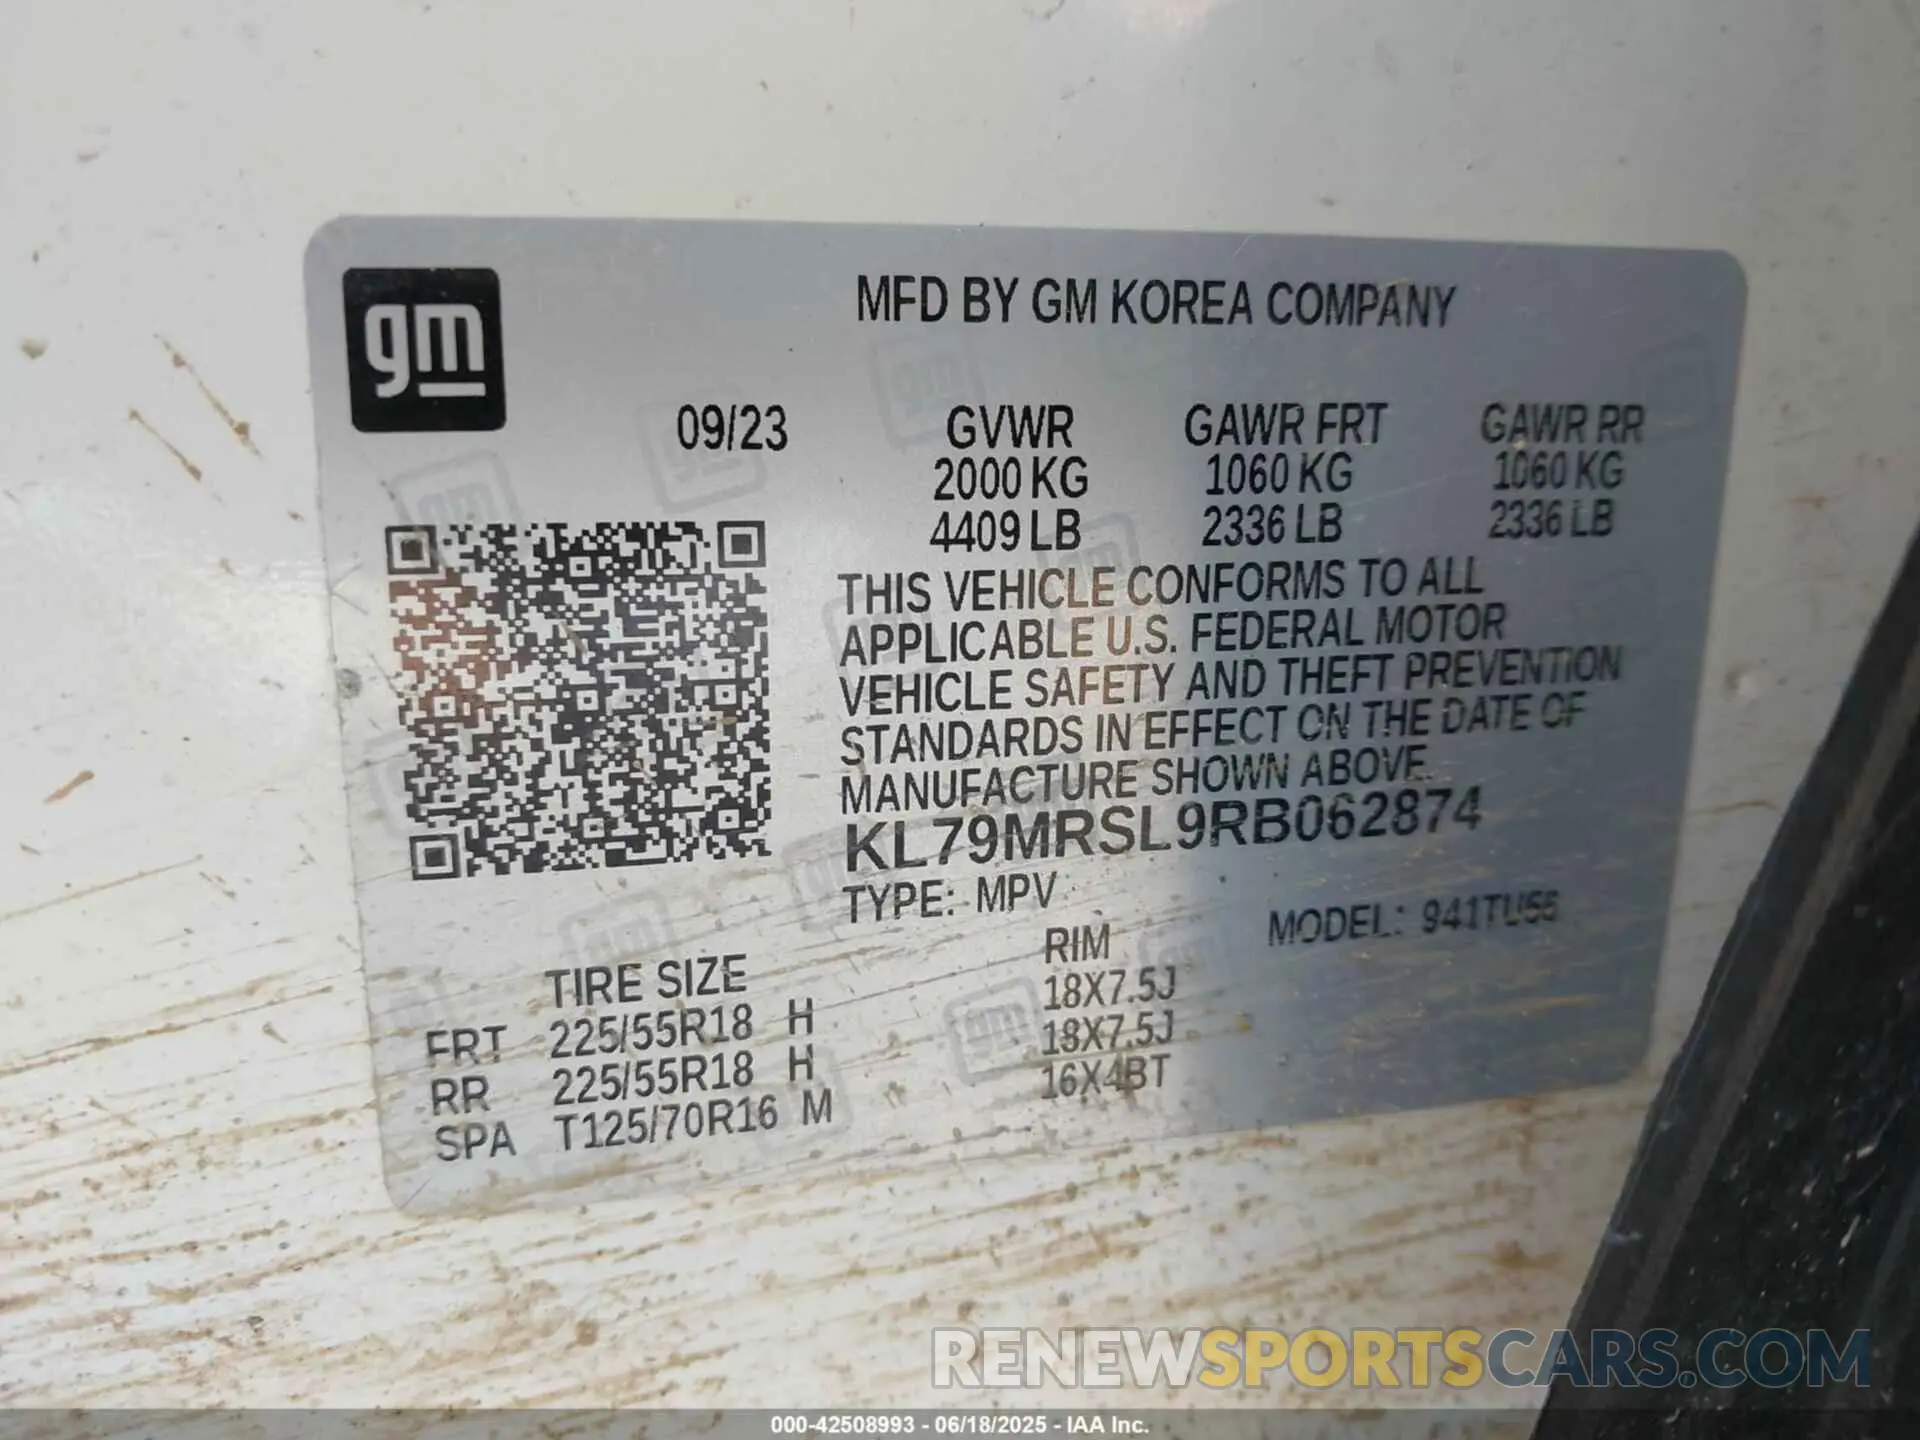 gm
MFD BY GM KOREA COMPANY
09/23 GVWR GAWR FRT GAWR RR
2000 KG 1060 KG 1060 KG
4409 LB 2336 LB 2336 LB
THIS VEHICLE CONFORMS TO ALL
APPLICABLE U.S. FEDERAL MOTOR
VEHICLE SAFETY AND THEFT PREVENTION
STANDARDS IN EFFECT ON THE DATE OF
MANUFACTURE SHOWN ABOVE.
KL79MRSL9RB062874
TYPE: MPV MODEL: 941TU56
TIRE SIZE RIM
FRT 225/55R18 H 18X7.5J
RR 225/55R18 H 18X7.5J
SPA T125/70R16 M 16X4BT
RENEWSPORTSCARS.COM
000-42508993 - 06/18/2025 - IAA Inc.